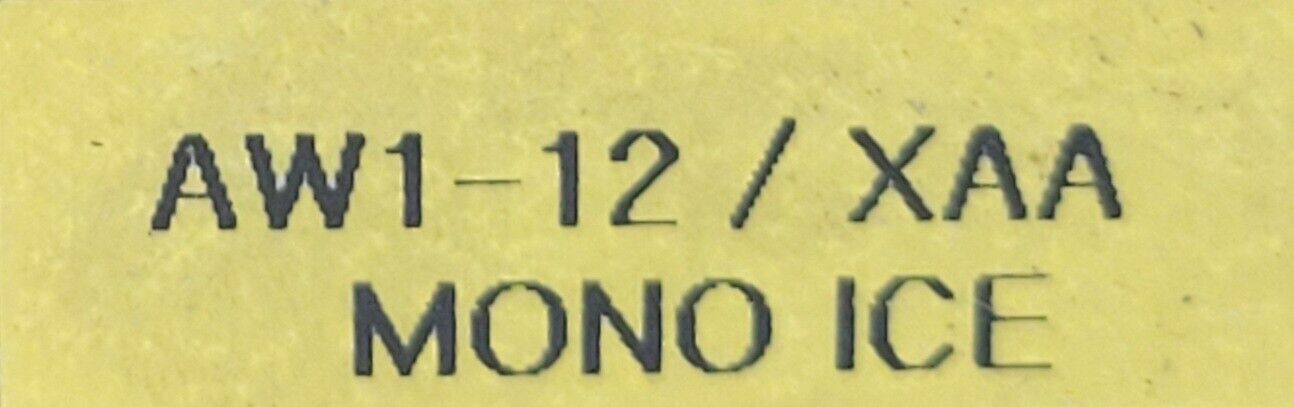 AW1-12 / XAA
MONO ICE